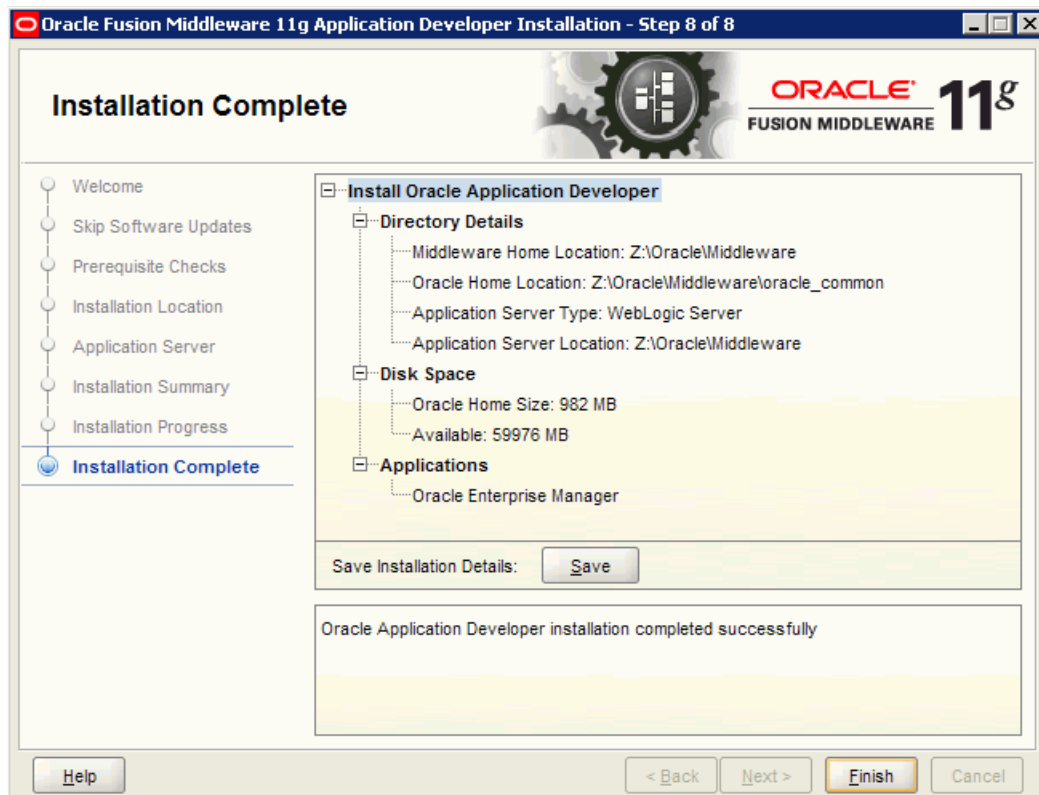 Oracle Fusion Middleware 11g Application Developer Installation - Step 8 of 8
Installation Complete
ORACLE®
FUSION MIDDLEWARE
11g
Welcome
Skip Software Updates
Prerequisite Checks
Installation Location
Application Server
Installation Summary
Installation Progress
Installation Complete
Install Oracle Application Developer
Directory Details
Middleware Home Location: Z:\Oracle\Middleware
Oracle Home Location: Z:\Oracle\Middleware\oracle_common
Application Server Type: WebLogic Server
Application Server Location: Z:\Oracle\Middleware
Disk Space
Oracle Home Size: 982 MB
Available: 59976 MB
Applications
Oracle Enterprise Manager
Save Installation Details:
Save
Oracle Application Developer installation completed successfully
Help
< Back
Next >
Finish
Cancel